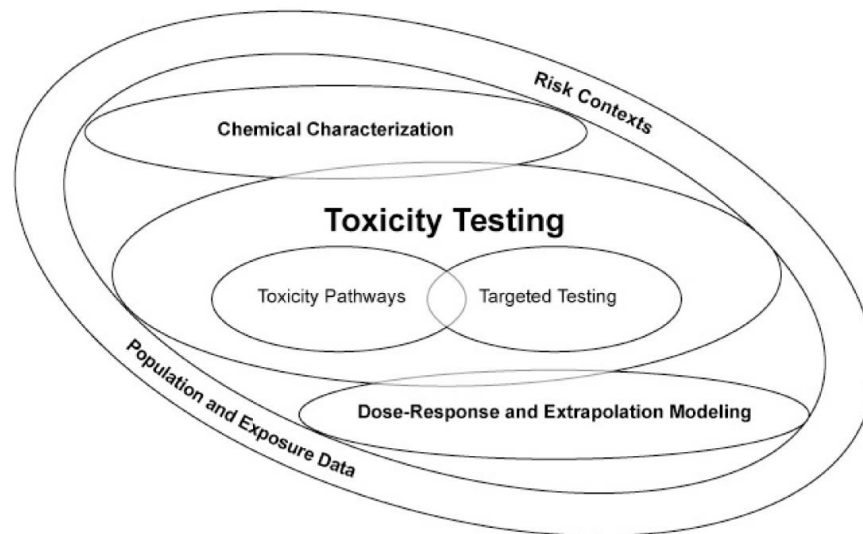 Risk Contexts
Chemical Characterization
Toxicity Testing
Toxicity Pathways
Targeted Testing
Population and Exposure Data
Dose-Response and Extrapolation Modeling